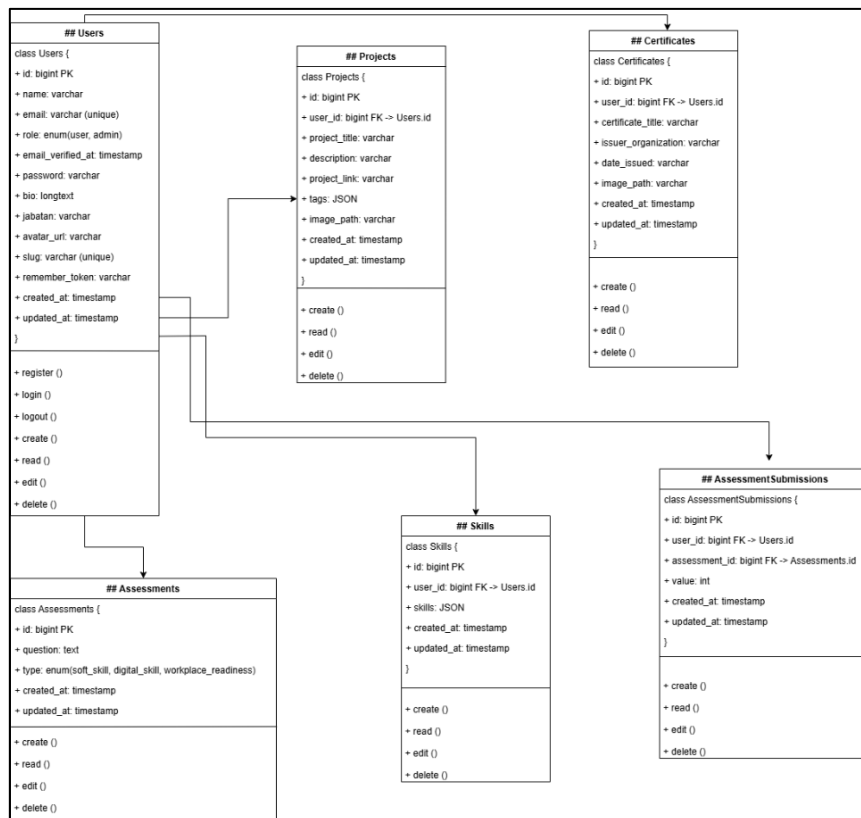 ## Users
class Users {
+ id: bigint PK
+ name: varchar
+ email: varchar (unique)
+ role: enum(user, admin)
+ email_verified_at: timestamp
+ password: varchar
+ bio: longtext
+ jabatan: varchar
+ avatar_url: varchar
+ slug: varchar (unique)
+ remember_token: varchar
+ created_at: timestamp
+ updated_at: timestamp
}
+ register ()
+ login ()
+ logout ()
+ create ()
+ read ()
+ edit ()
+ delete ()
## Projects
class Projects {
+ id: bigint PK
+ user_id: bigint FK -> Users.id
+ project_title: varchar
+ description: varchar
+ project_link: varchar
+ tags: JSON
+ image_path: varchar
+ created_at: timestamp
+ updated_at: timestamp
}
+ create ()
+ read ()
+ edit ()
+ delete ()
## Certificates
class Certificates {
+ id: bigint PK
+ user_id: bigint FK -> Users.id
+ certificate_title: varchar
+ issuer_organization: varchar
+ date_issued: varchar
+ image_path: varchar
+ created_at: timestamp
+ updated_at: timestamp
}
+ create ()
+ read ()
+ edit ()
+ delete ()
## Assessments
class Assessments {
+ id: bigint PK
+ question: text
+ type: enum(soft_skill, digital_skill, workplace_readiness)
+ created_at: timestamp
+ updated_at: timestamp
+ create ()
+ read ()
+ edit ()
+ delete ()
## Skills
class Skills {
+ id: bigint PK
+ user_id: bigint FK -> Users.id
+ skills: JSON
+ created_at: timestamp
+ updated_at: timestamp
}
+ create ()
+ read ()
+ edit ()
+ delete ()
## AssessmentSubmissions
class AssessmentSubmissions {
+ id: bigint PK
+ user_id: bigint FK -> Users.id
+ assessment_id: bigint FK -> Assessments.id
+ value: int
+ created_at: timestamp
+ updated_at: timestamp
}
+ create ()
+ read ()
+ edit ()
+ delete ()